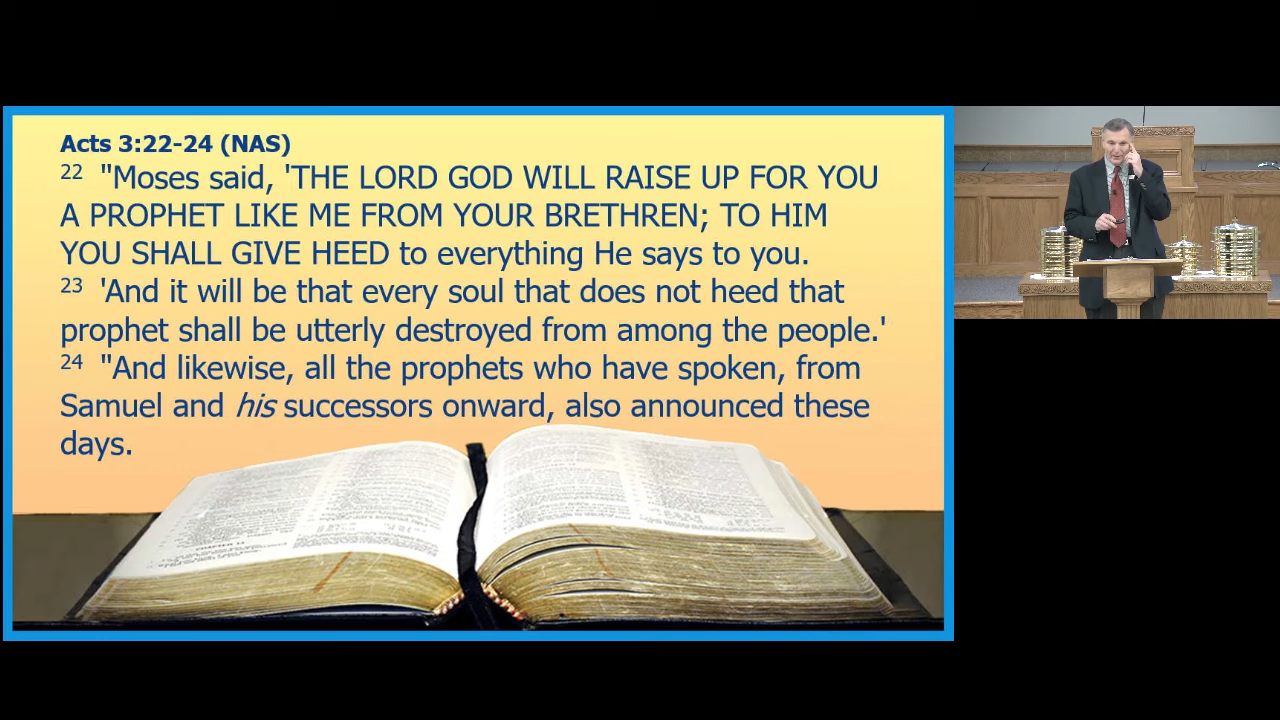 Acts 3:22-24 (NAS)
22 "Moses said, 'THE LORD GOD WILL RAISE UP FOR YOU
A PROPHET LIKE ME FROM YOUR BRETHREN; TO HIM
YOU SHALL GIVE HEED to everything He says to you.
23 'And it will be that every soul that does not heed that
prophet shall be utterly destroyed from among the people.'
24 "And likewise, all the prophets who have spoken, from
Samuel and his successors onward, also announced these
days.